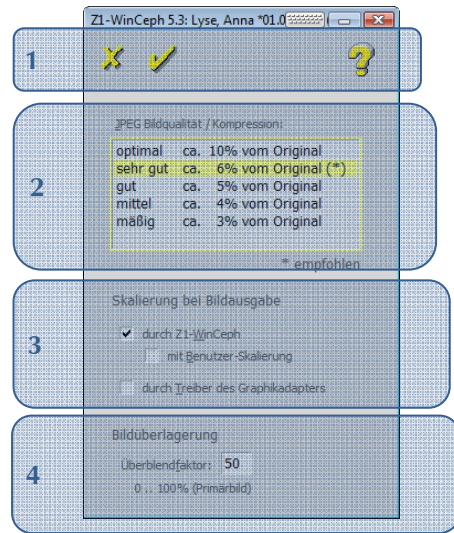 Z1-WinCeph 5.3: Lyse, Anna *01.0
1
JPEG Bildqualität / Kompression:
optimal ca. 10% vom Original
sehr gut ca. 6% vom Original (*)
gut ca. 5% vom Original
mittel ca. 4% vom Original
mäßig ca. 3% vom Original
2
* empfohlen
Skalierung bei Bildausgabe
durch Z1-WinCeph
3
mit Benutzer-Skalierung
durch Treiber des Graphikadapters
Bildüberlagerung
Überblendfaktor: 50
4
0 .. 100% (Primärbild)